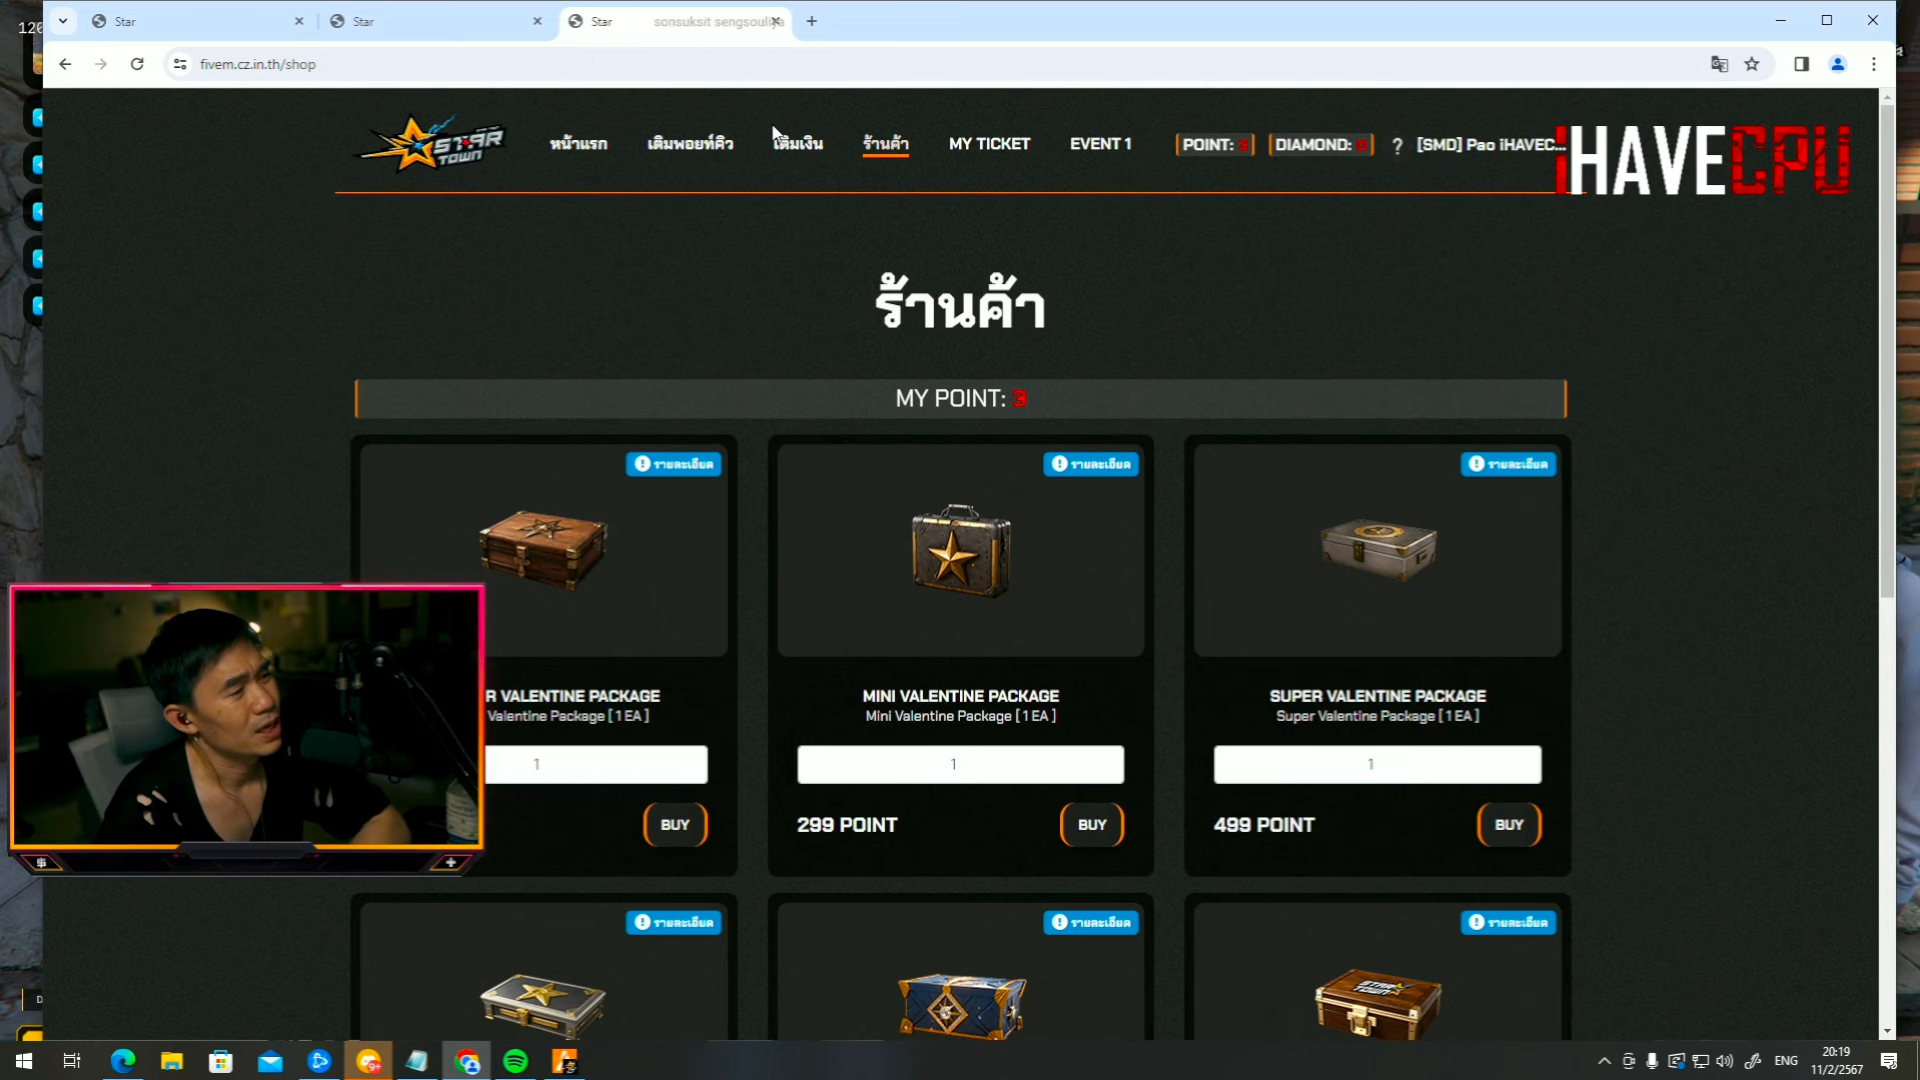 Star
Star
Star
sonsuksit sengsouliya
fivem.cz.in.th/shop
STAR TOWN
หน้าแรก
เติมพอยท์คิว
เติมเงิน
ร้านค้า
MY TICKET
EVENT 1
POINT: 3
DIAMOND: 0
? [SMD] Pao iHAVEC...
iHAVECPU
ร้านค้า
MY POINT: 3
รายละเอียด
รายละเอียด
รายละเอียด
R VALENTINE PACKAGE
Valentine Package [ 1 EA ]
1
BUY
MINI VALENTINE PACKAGE
Mini Valentine Package [ 1 EA ]
1
299 POINT
BUY
SUPER VALENTINE PACKAGE
Super Valentine Package [ 1 EA ]
1
499 POINT
BUY
รายละเอียด
รายละเอียด
รายละเอียด
STAR TOWN
ENG
20:19
11/2/2567